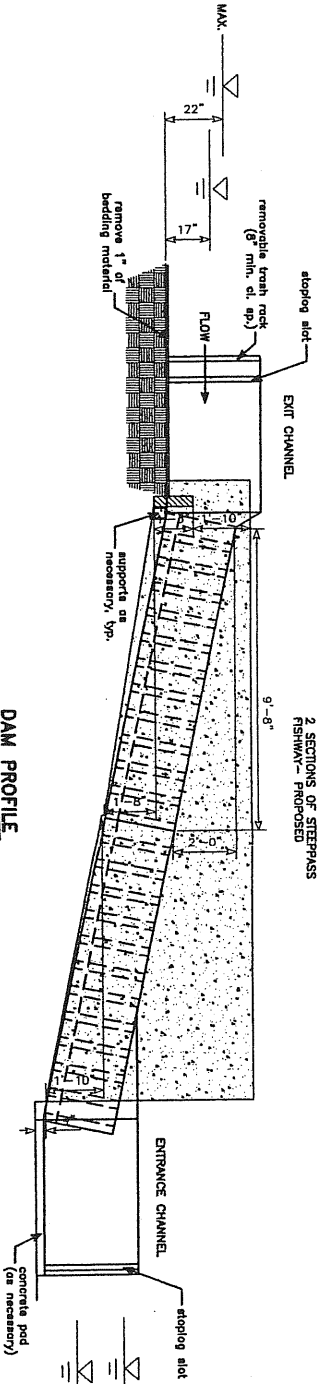 MAX.
22"
17"
removable trash rack
(8" min. cl. sp.)
stoplog slot
FLOW
EXIT CHANNEL
remove 1" of
bedding material
supports as
necessary, typ.
2 SECTIONS OF STEEPPASS
FISHWAY- PROPOSED
9'-8"
2'-0"
ENTRANCE CHANNEL
stoplog slot
concrete pad
(as necessary)
DAM PROFILE